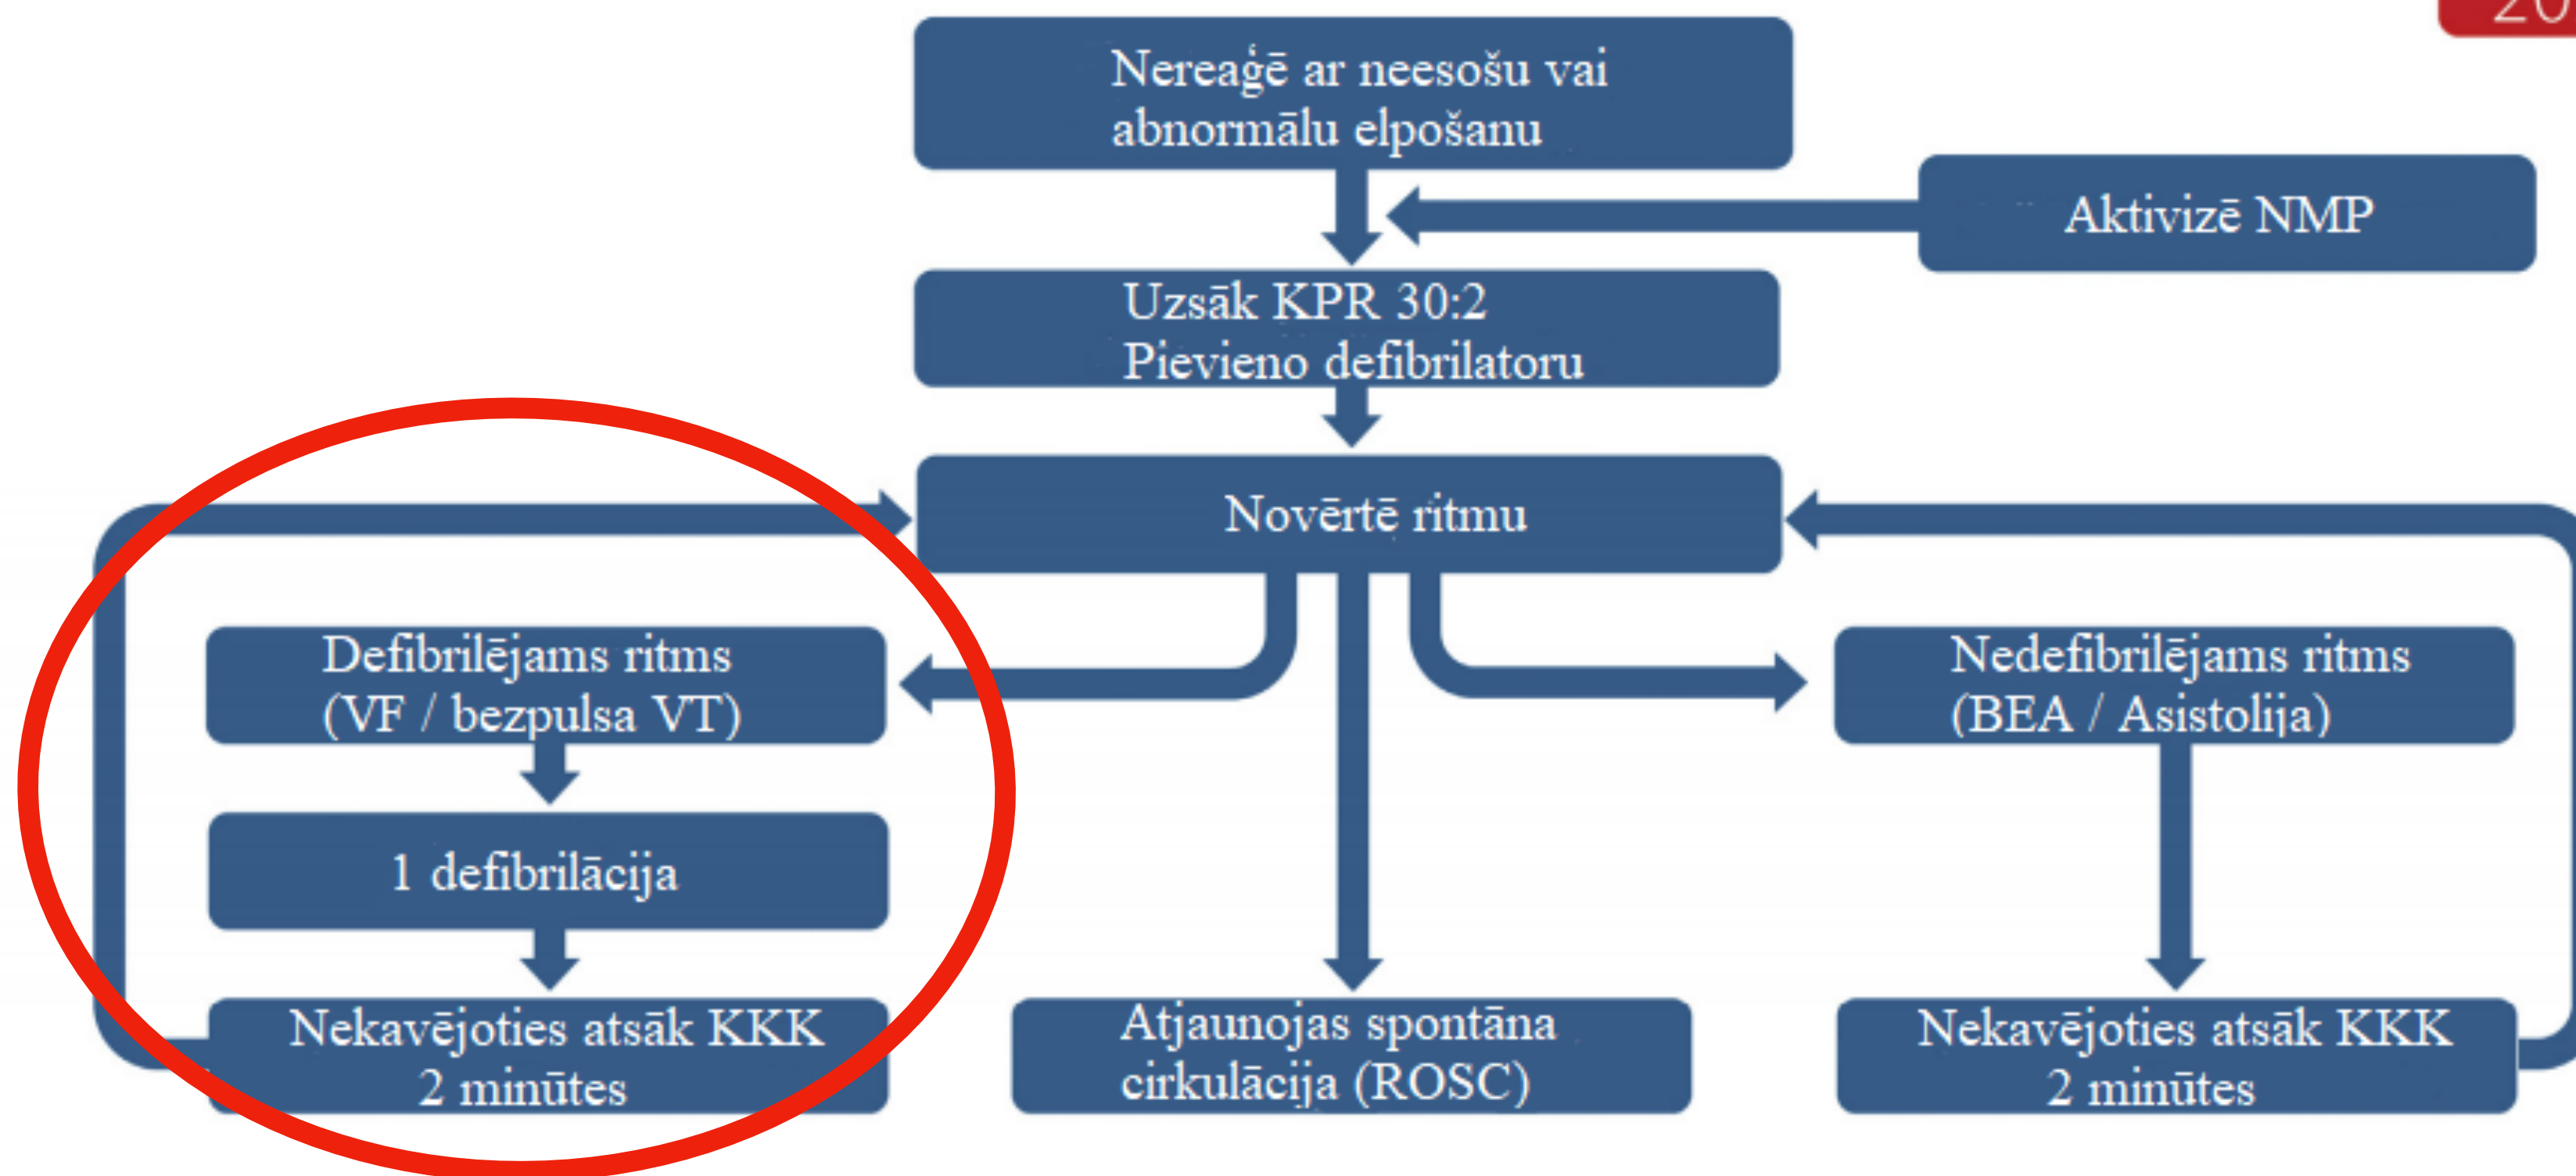 20
Nereaģē ar neesošu vai
abnormālu elpošanu
Aktivizē NMP
Uzsāk KPR 30:2
Pievieno defibrilatoru
Novērtē ritmu
Defibrilējams ritms
(VF / bezpulsa VT)
Nedefibrilējams ritms
(BEA / Asistolija)
1 defibrilācija
Nekavējoties atsāk KKK
2 minūtes
Atjaunojas spontāna
cirkulācija (ROSC)
Nekavējoties atsāk KKK
2 minūtes